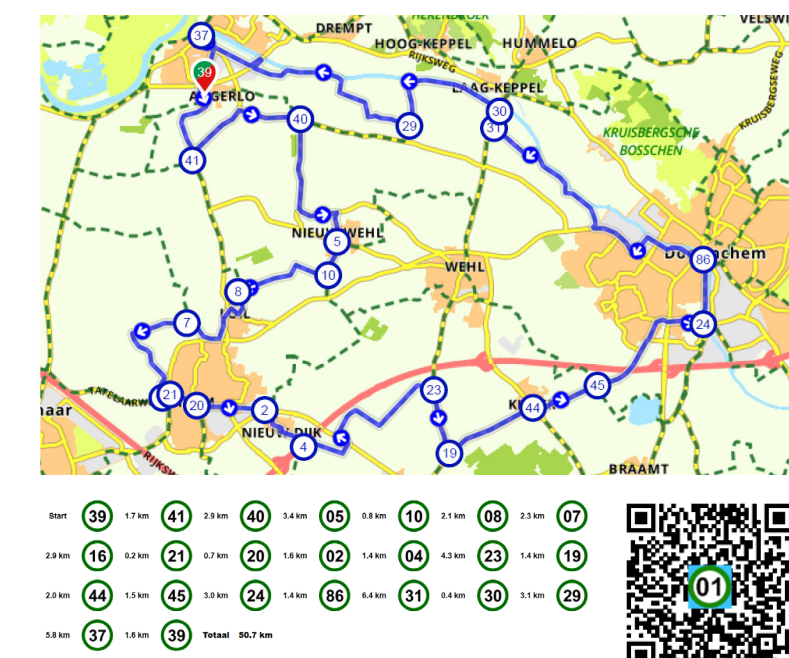 VELSWI
HERENBROEK
DREMPT
37
HOOG-KEPPEL
HUMMELO
RIJKSWEG
39
KRUISBERGSEWEG
LAAG-KEPPEL
30
40
29
31
KRUISBERGSCHE
BOSSCHEN
41
NIEUW-WEHL
5
86
WEHL
10
8
7
24
23
45
TATELAARWEG
21
20
2
44
NIEUW-DIJK
4
19
RIJKSW
BRAAMT
Start 39 1.7 km 41 2.9 km 40 3.4 km 05 0.8 km 10 2.1 km 08 2.3 km 07
2.9 km 16 0.2 km 21 0.7 km 20 1.6 km 02 1.4 km 04 4.3 km 23 1.4 km 19
2.0 km 44 1.5 km 45 3.0 km 24 1.4 km 86 6.4 km 31 0.4 km 30 3.1 km 29
5.8 km 37 1.6 km 39 Totaal 50.7 km
01